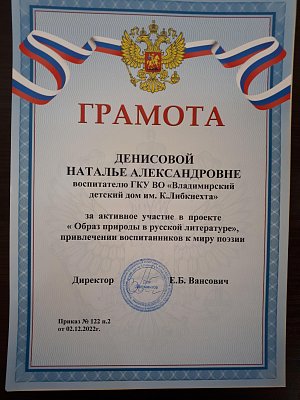 ГРАМОТА
ДЕНИСОВОЙ
НАТАЛЬЕ АЛЕКСАНДРОВНЕ
воспитателю ГКУ ВО «Владимирский
детский дом им. К.Либкнехта»
за активное участие в проекте
« Образ природы в русской литературе»,
привлечении воспитанников к миру поэзии
Директор Е.Б. Вансович
Приказ № 122 п.2
от 02.12.2022г.